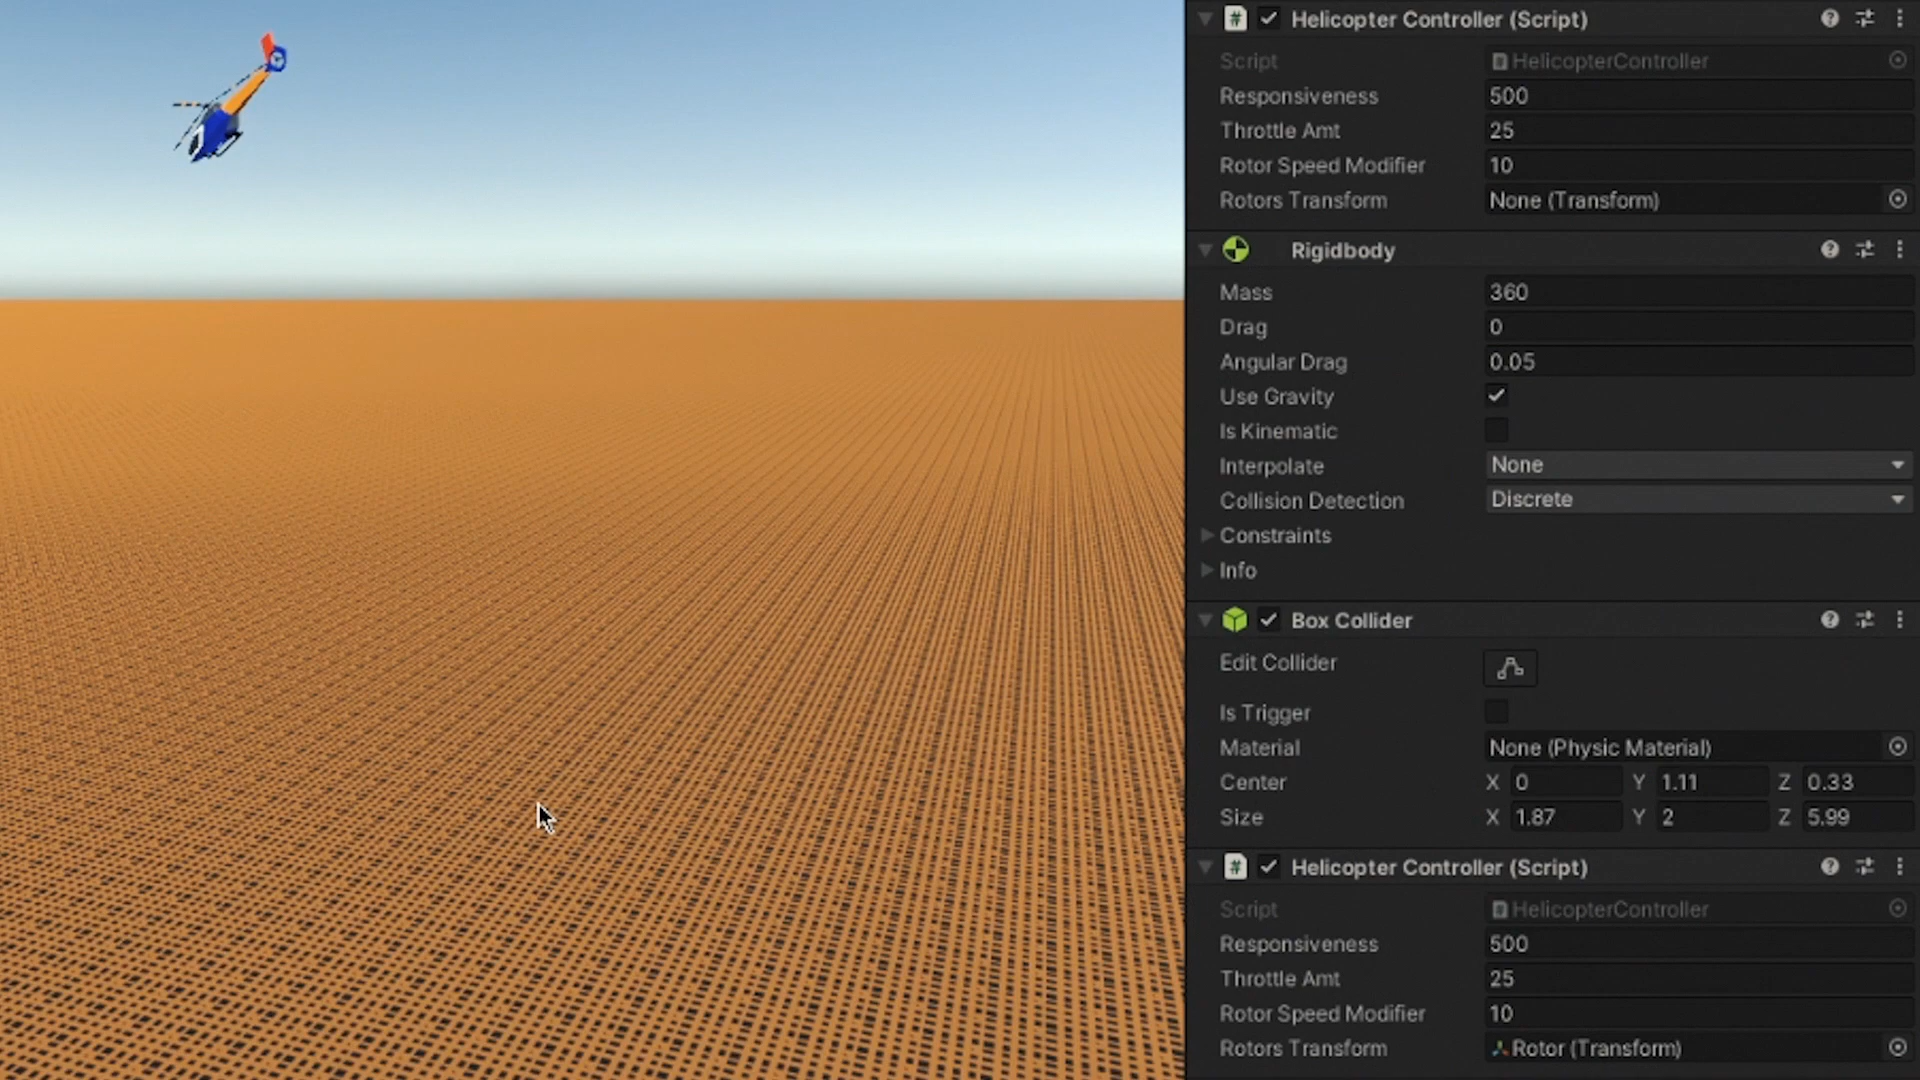 Helicopter Controller (Script)
Script HelicopterController
Responsiveness 500
Throttle Amt 25
Rotor Speed Modifier 10
Rotors Transform None (Transform)
Rigidbody
Mass 360
Drag 0
Angular Drag 0.05
Use Gravity
Is Kinematic
Interpolate None
Collision Detection Discrete
Constraints
Info
Box Collider
Edit Collider
Is Trigger
Material None (Physic Material)
Center X 0 Y 1.11 Z 0.33
Size X 1.87 Y 2 Z 5.99
Helicopter Controller (Script)
Script HelicopterController
Responsiveness 500
Throttle Amt 25
Rotor Speed Modifier 10
Rotors Transform Rotor (Transform)